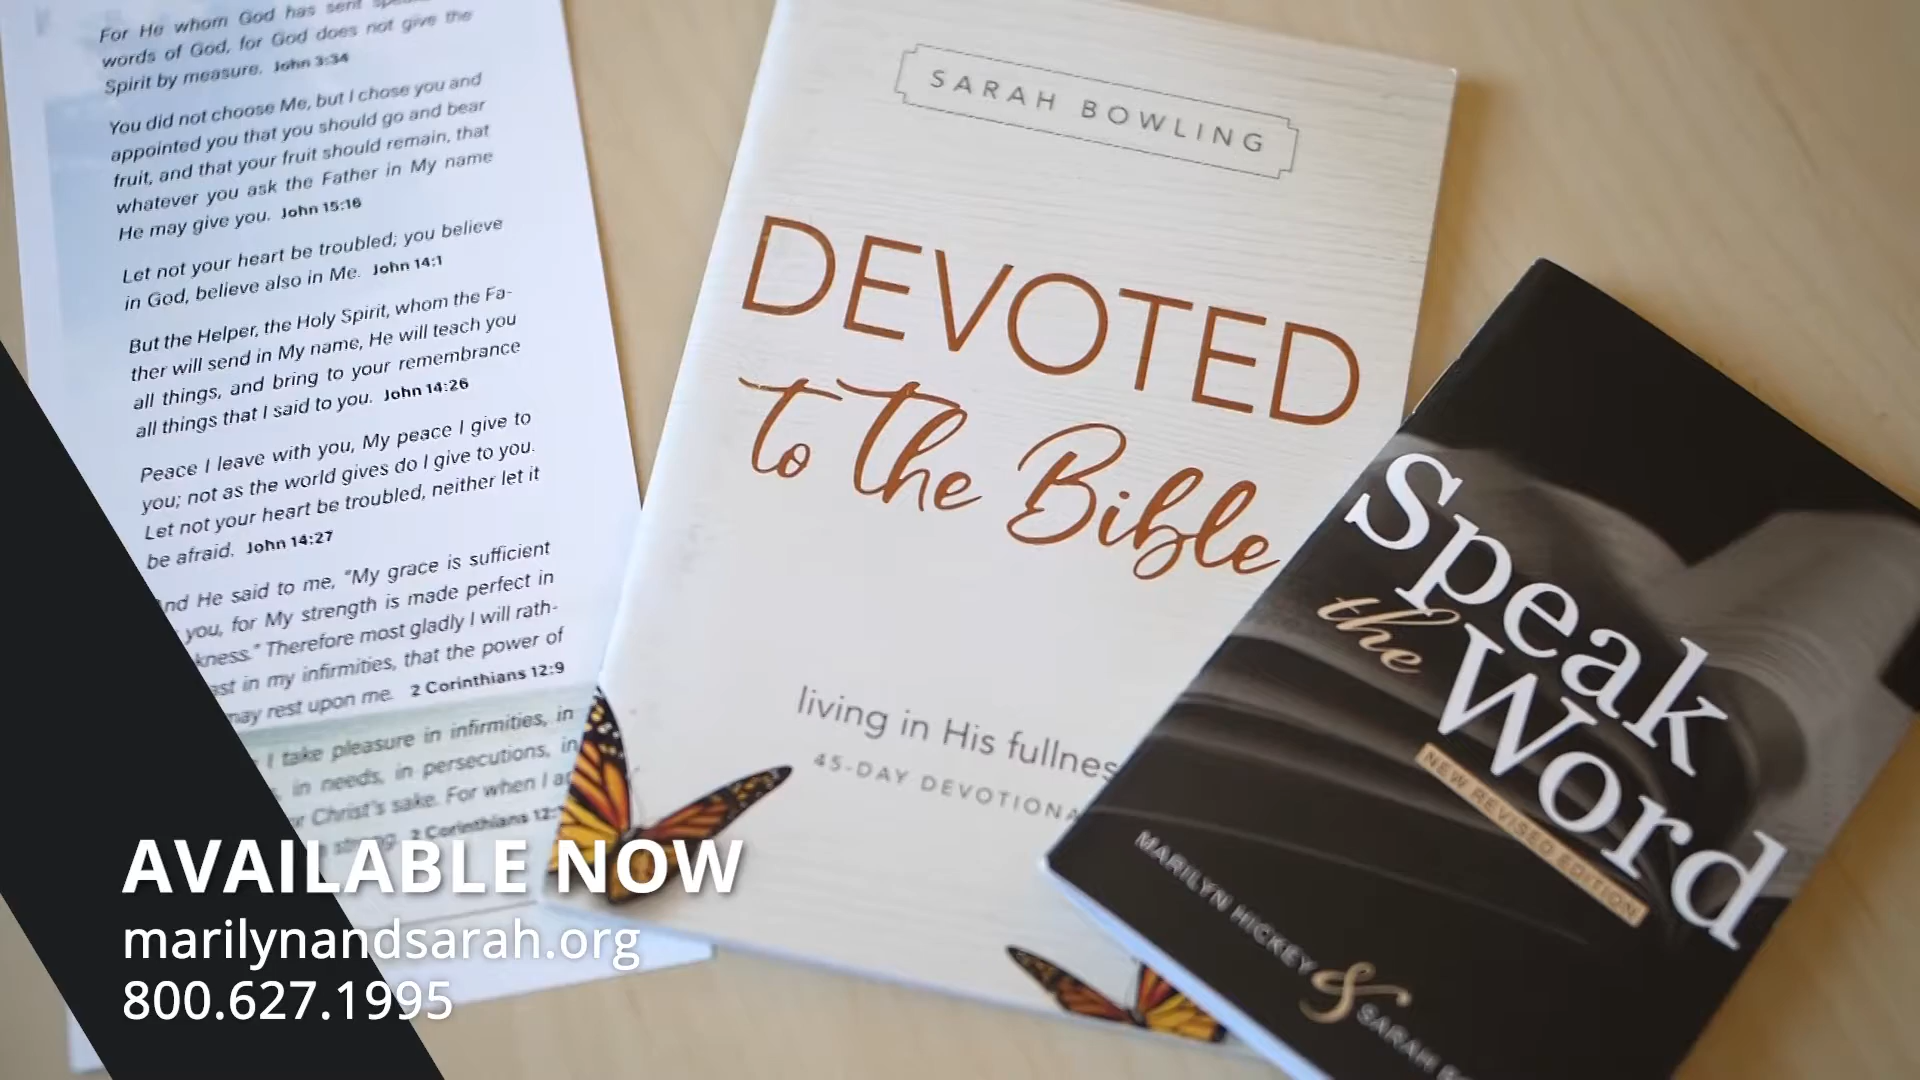 For He whom God has sent
words of God, for God does not give the
Spirit by measure. John 3:34
You did not choose Me, but I chose you and
appointed you that you should go and bear
fruit, and that your fruit should remain, that
whatever you ask the Father in My name
He may give you. John 15:16
Let not your heart be troubled; you believe
in God, believe also in Me. John 14:1
But the Helper, the Holy Spirit, whom the Fa-
ther will send in My name, He will teach you
all things, and bring to your remembrance
all things that I said to you. John 14:26
Peace I leave with you, My peace I give to
you; not as the world gives do I give to you.
Let not your heart be troubled, neither let it
be afraid. John 14:27
And He said to me, “My grace is sufficient
you, for My strength is made perfect in
kness.” Therefore most gladly I will rath-
ast in my infirmities, that the power of
may rest upon me. 2 Corinthians 12:9
I take pleasure in infirmities, in
in needs, in persecutions, in
Christ’s sake. For when I a
2 Corinthians 12:
SARAH BOWLING
DEVOTED
to the Bible
living in His fullnes
45-DAY DEVOTIONA
Speak
the
Word
NEW REVISED EDITION
MARILYN HICKEY
&
SARAH B
AVAILABLE NOW
marilynandsarah.org
800.627.1995